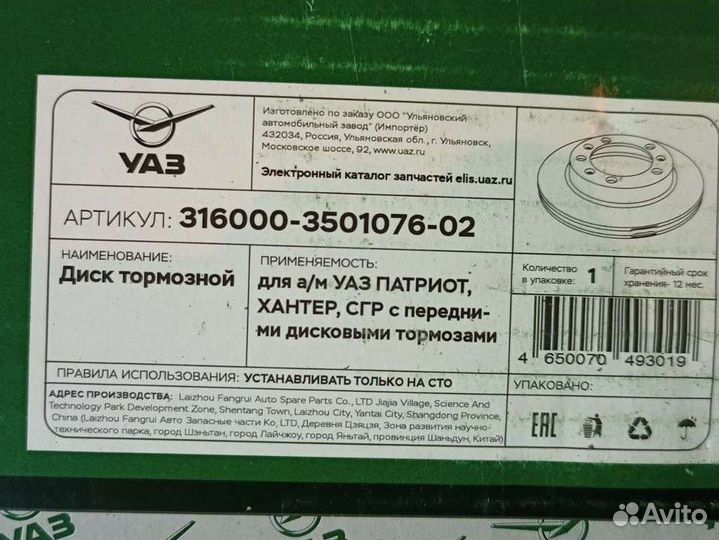 УАЗ
Изготовлено по заказу ООО "Ульяновский
автомобильный завод" (Импортёр)
432034, Россия, Ульяновская обл., г. Ульяновск,
Московское шоссе, 92, www.uaz.ru
Электронный каталог запчастей elis.uaz.ru
АРТИКУЛ: 316000-3501076-02
НАИМЕНОВАНИЕ:
Диск тормозной
ПРИМЕНЯЕМОСТЬ:
для а/м УАЗ ПАТРИОТ,
ХАНТЕР, СГР с передни-
ми дисковыми тормозами
Количество
в упаковке: 1
Гарантийный срок
хранения- 12 мес.
4 650070 493019
ПРАВИЛА ИСПОЛЬЗОВАНИЯ: УСТАНАВЛИВАТЬ ТОЛЬКО НА СТО
УПАКОВАНО:
АДРЕС ПРОИЗВОДСТВА: Laizhou Fangrui Auto Spare Parts Co., LTD Jiajia Village, Science And
Technology Park Development Zone, Shentang Town, Laizhou City, Yantai City, Shangdong Province,
China (Laizhou Fangrui Авто Запасные части Ko, LTD, Деревня Цзяцзя, Зона развития научно-
технического парка, город Шэньтан, город Лайчжоу, город Яньтай, провинция Шаньдун, Китай)
EAC
УАЗ
УАЗ
Avito